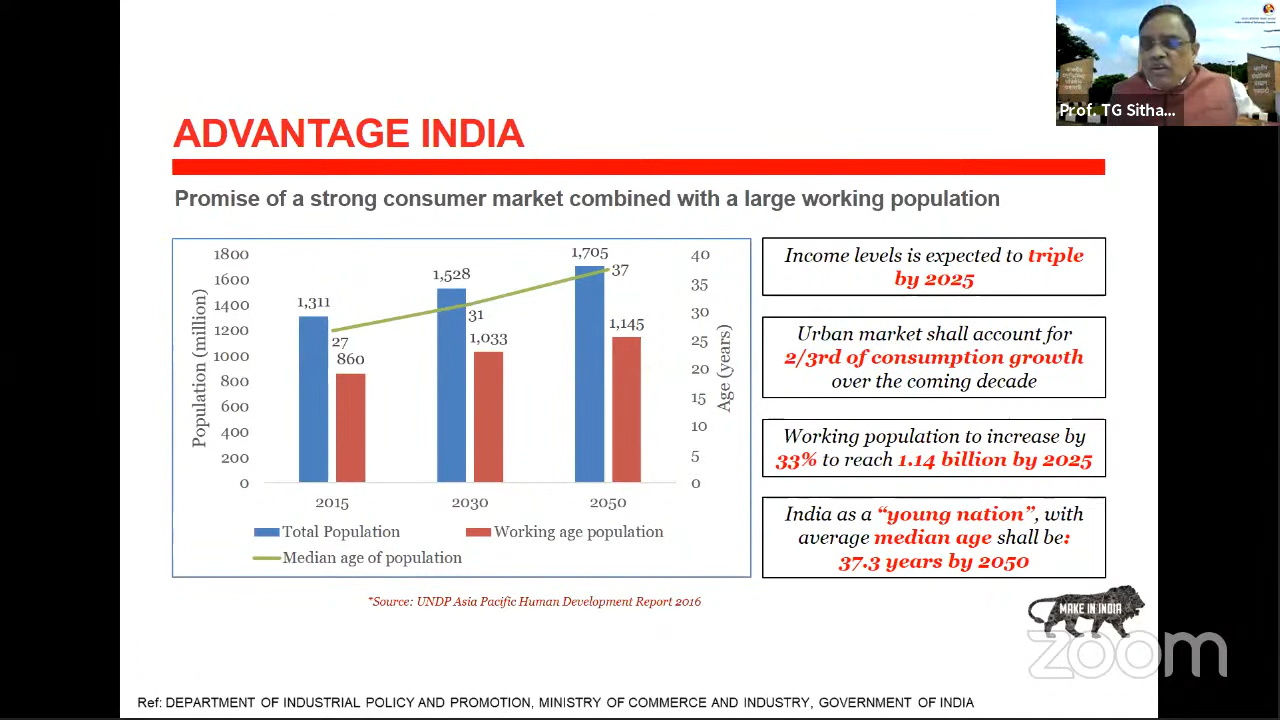 ADVANTAGE INDIA
Promise of a strong consumer market combined with a large working population
Population (million)
1800
1600
1400
1200
1000
800
600
400
200
0
1,311
27
860
1,528
31
1,033
1,705
37
1,145
40
35
30
25
20
15
10
5
0
Age (years)
2015 2030 2050
Total Population Working age population
Median age of population
*Source: UNDP Asia Pacific Human Development Report 2016
Income levels is expected to triple
by 2025
Urban market shall account for
2/3rd of consumption growth
over the coming decade
Working population to increase by
33% to reach 1.14 billion by 2025
India as a "young nation", with
average median age shall be:
37.3 years by 2050
MAKE IN INDIA
zoom
Ref: DEPARTMENT OF INDUSTRIAL POLICY AND PROMOTION, MINISTRY OF COMMERCE AND INDUSTRY, GOVERNMENT OF INDIA
Prof. TG Sitha...